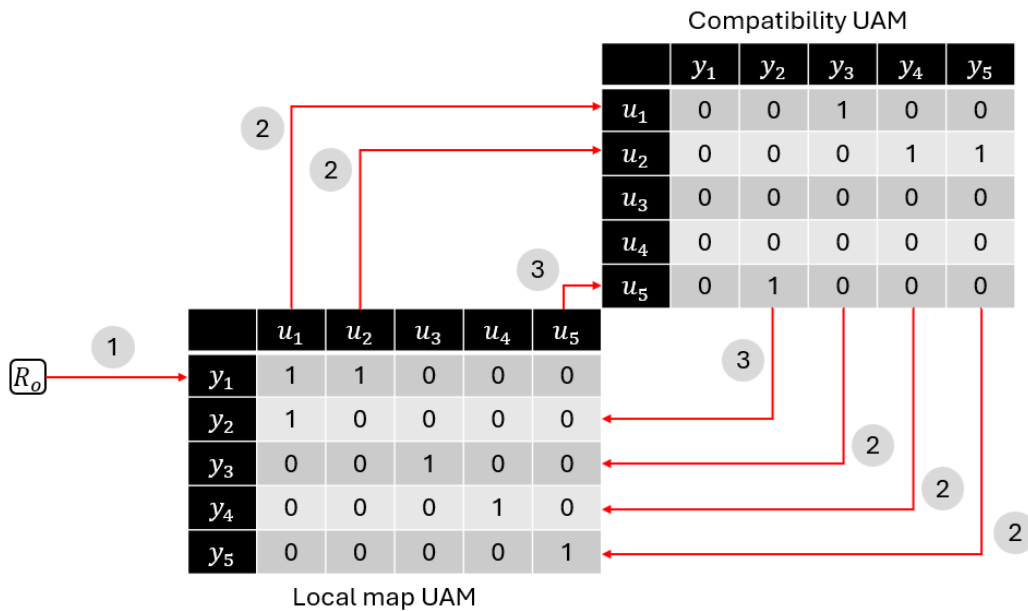 Compatibility UAM
y₁ y₂ y₃ y₄ y₅
u₁ 0 0 1 0 0
u₂ 0 0 0 1 1
u₃ 0 0 0 0 0
u₄ 0 0 0 0 0
u₅ 0 1 0 0 0
2
2
3
1
R₀
u₁ u₂ u₃ u₄ u₅
y₁ 1 1 0 0 0
y₂ 1 0 0 0 0
y₃ 0 0 1 0 0
y₄ 0 0 0 1 0
y₅ 0 0 0 0 1
3
2
2
2
Local map UAM